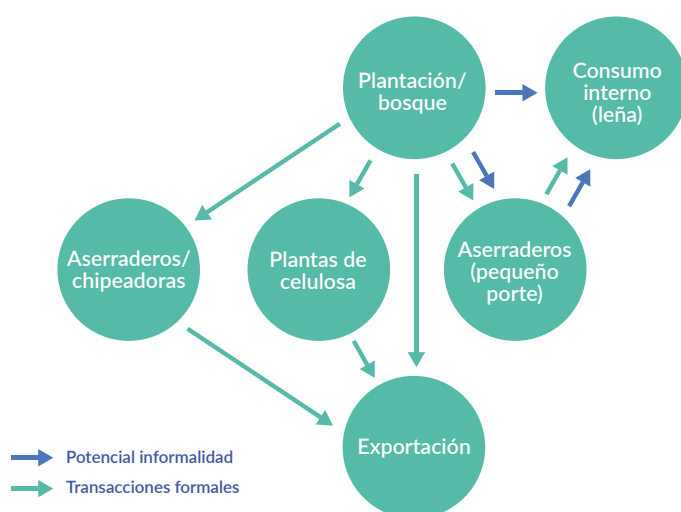 Plantación/
bosque
Consumo
interno
(leña)
Aserraderos/
chipeadoras
Plantas de
celulosa
Aserraderos
(pequeño
porte)
Exportación
Potencial informalidad
Transacciones formales